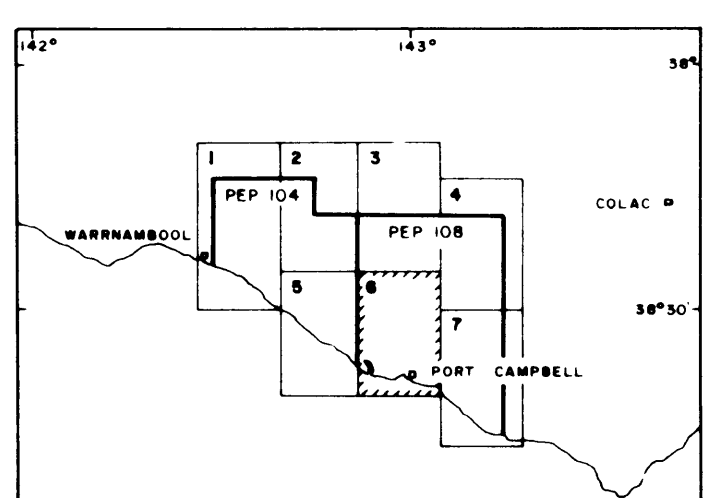 142°
143°
38°
1
2
3
4
PEP 104
COLAC
WARRNAMBOOL
PEP 108
5
6
38°30'
7
PORT CAMPBELL